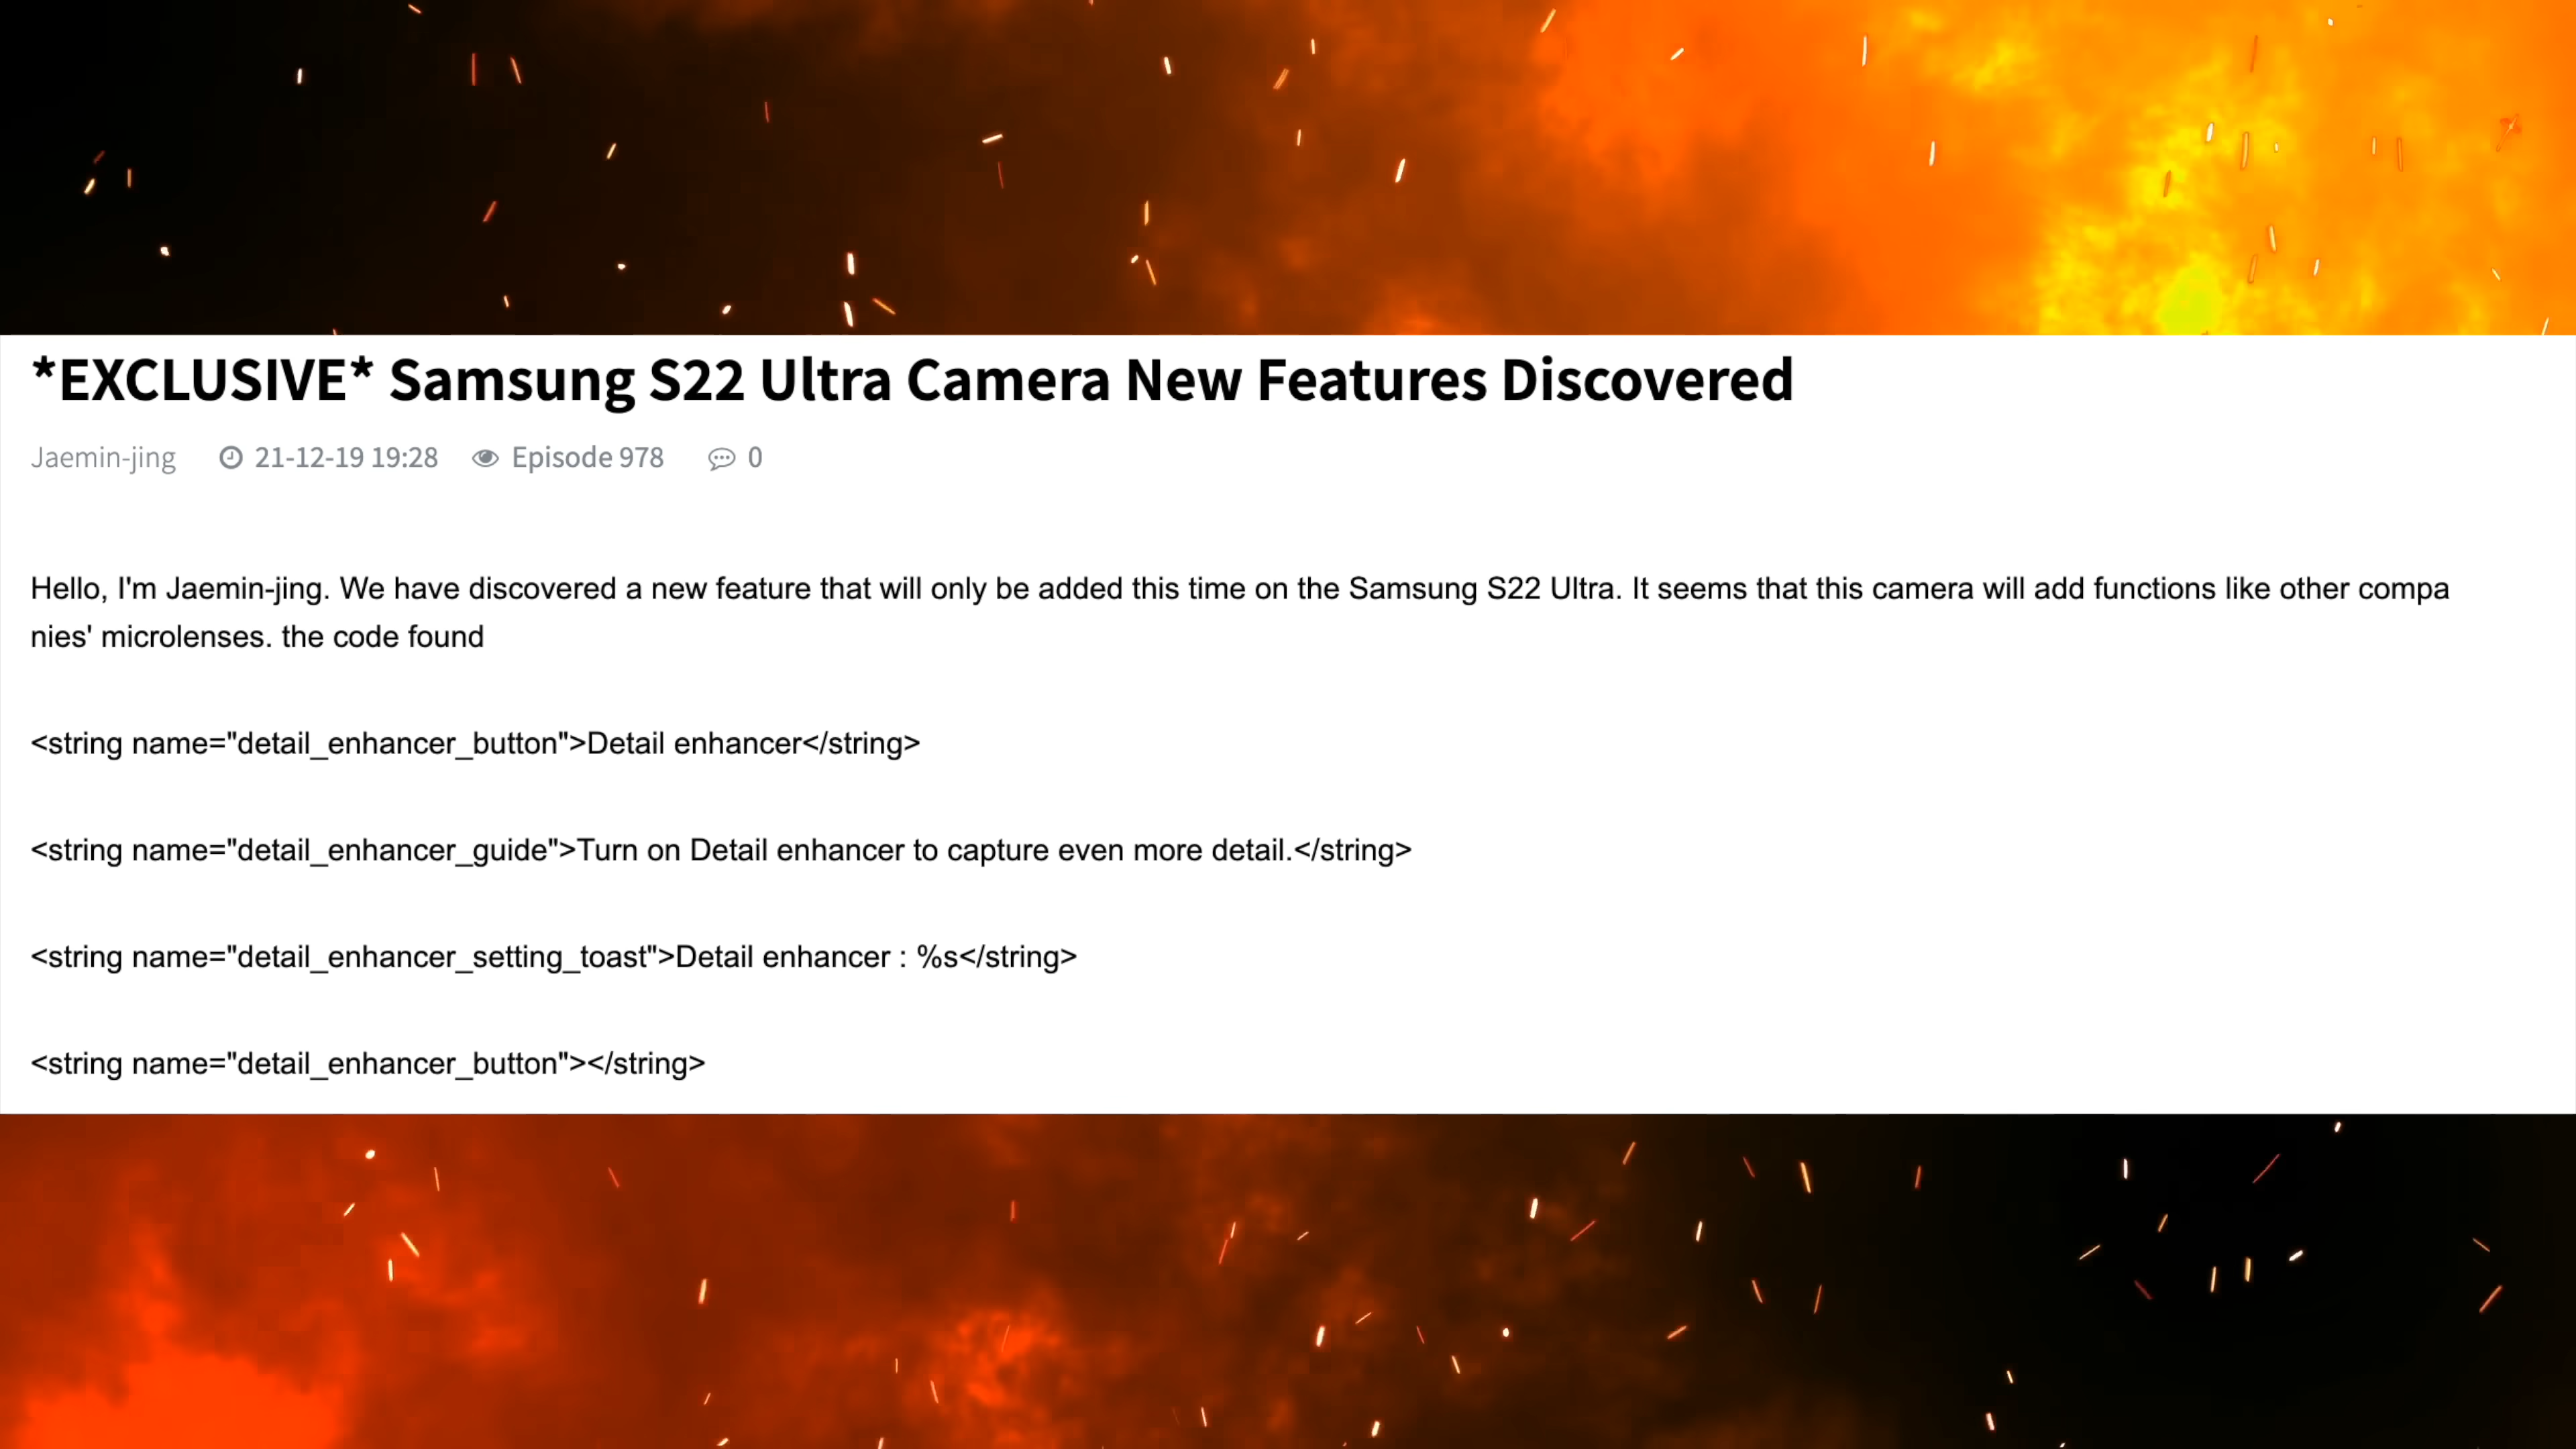 *EXCLUSIVE* Samsung S22 Ultra Camera New Features Discovered
Jaemin-jing 21-12-19 19:28 Episode 978 0
Hello, I'm Jaemin-jing. We have discovered a new feature that will only be added this time on the Samsung S22 Ultra. It seems that this camera will add functions like other compa
nies' microlenses. the code found
<string name="detail_enhancer_button">Detail enhancer</string>
<string name="detail_enhancer_guide">Turn on Detail enhancer to capture even more detail.</string>
<string name="detail_enhancer_setting_toast">Detail enhancer : %s</string>
<string name="detail_enhancer_button"></string>